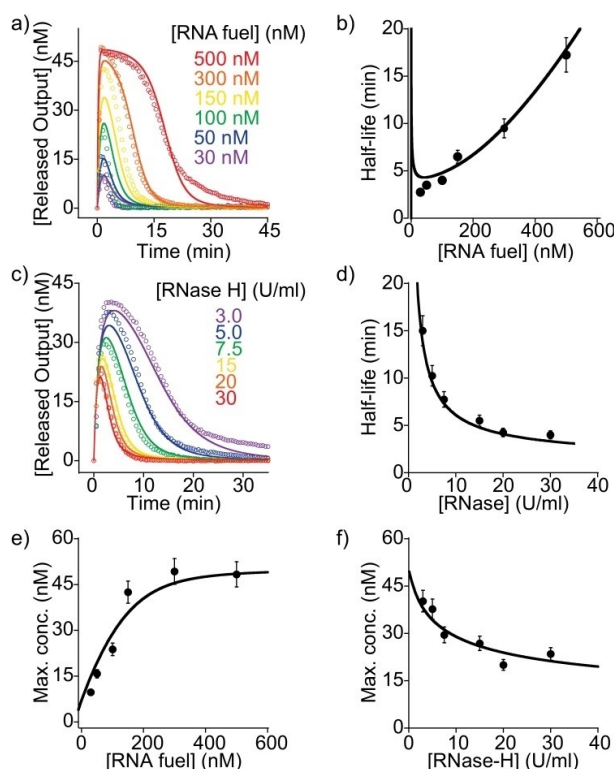 a)
[RNA fuel] (nM)
500 nM
300 nM
150 nM
100 nM
50 nM
30 nM
[Released Output] (nM)
45
30
15
0
0 15 30 45
Time (min)
b)
Half-life (min)
20
15
10
5
0
0 200 400 600
[RNA fuel] (nM)
c)
[RNase H] (U/ml)
3.0
5.0
7.5
15
20
30
[Released Output] (nM)
45
30
15
0
0 10 20 30
Time (min)
d)
Half-life (min)
20
15
10
5
0
0 10 20 30 40
[RNase] (U/ml)
e)
Max. conc. (nM)
60
45
30
15
0
0 200 400 600
[RNA fuel] (nM)
f)
Max. conc. (nM)
60
45
30
15
0
0 10 20 30 40
[RNase-H] (U/ml)